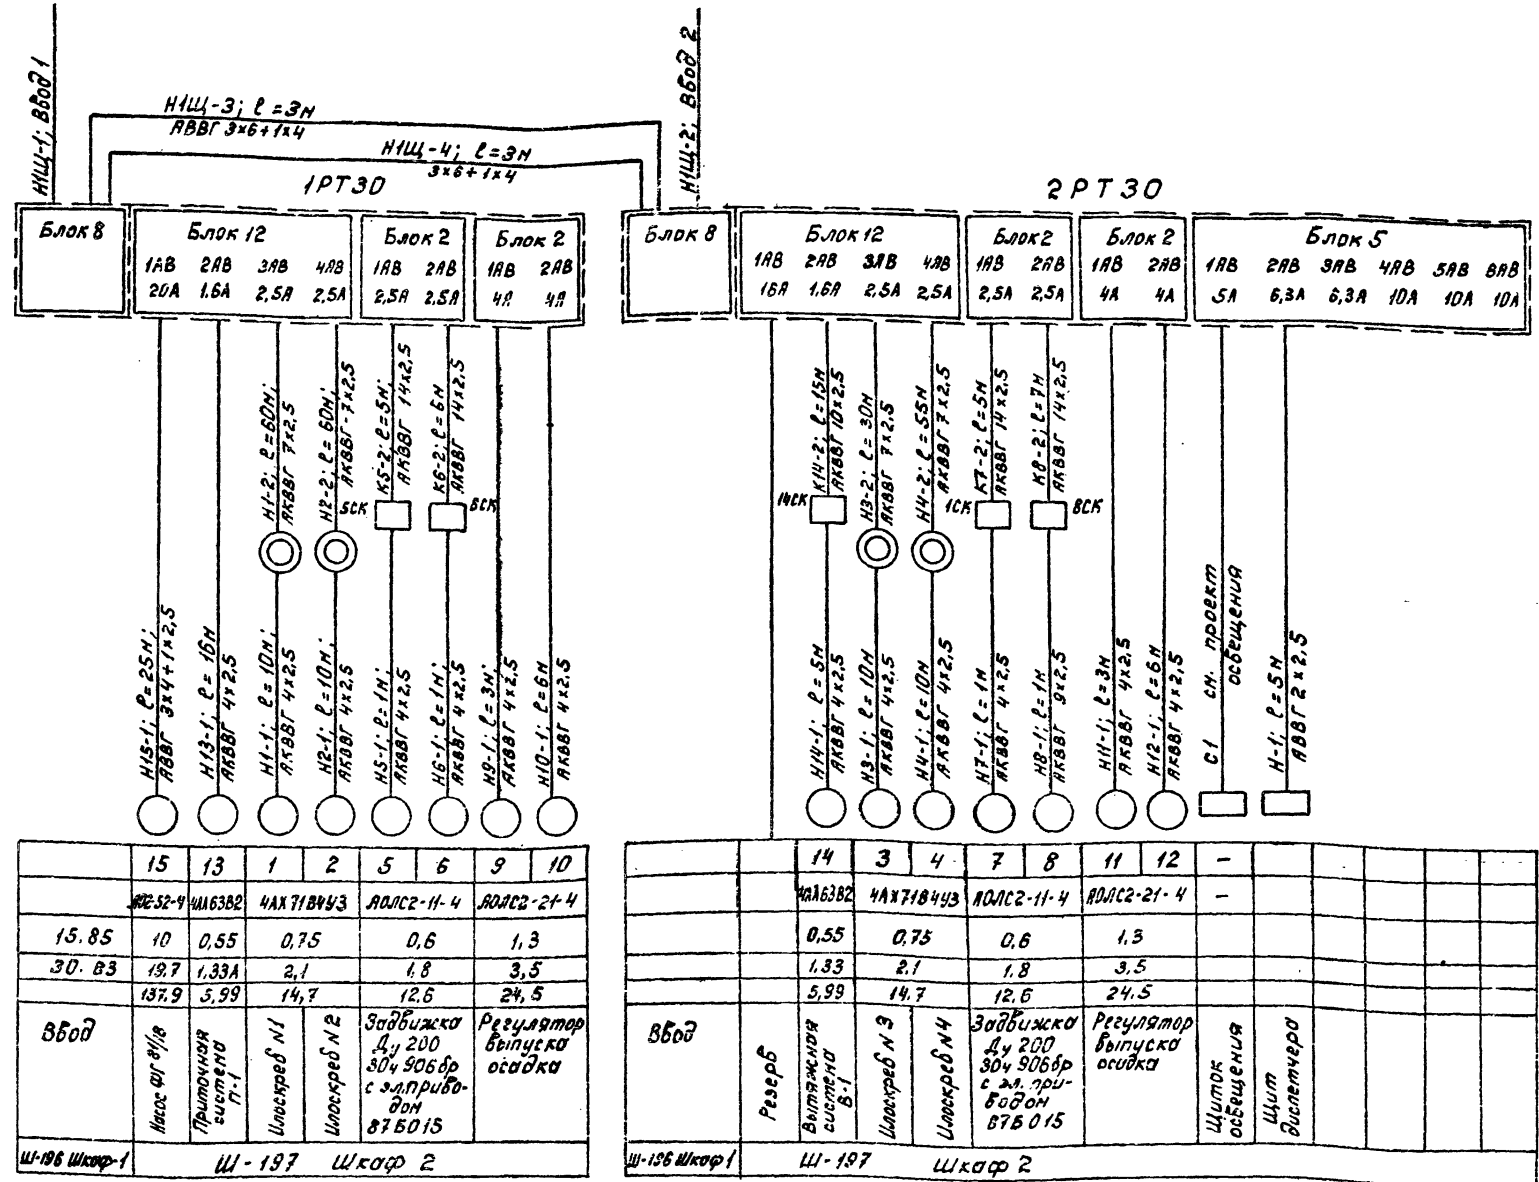 Н1Щ-1; Ввод 1
Н1Щ-3; ℓ=3м
АВВГ 3×6+1×4
Н1Щ-4; ℓ=3м
3×6+1×4
Н1Щ-2; Ввод 2
1РТ30
Блок 8
Блок 12
1АВ 2АВ 3АВ 4АВ
20А 1.6А 2,5А 2,5А
Блок 2
1АВ 2АВ
2,5А 2,5А
Блок 2
1АВ 2АВ
4А 4А
2РТ30
Блок 8
Блок 12
1АВ 2АВ 3АВ 4АВ
16А 1,6А 2,5А 2,5А
Блок 2
1АВ 2АВ
2,5А 2,5А
Блок 2
1АВ 2АВ
4А 4А
Блок 5
1АВ 2АВ 3АВ 4АВ 5АВ 8АВ
5А 6,3А 6,3А 10А 10А 10А
Н1-2; ℓ=60м;
АКВВГ 7×2,5
Н2-2; ℓ=60м;
АКВВГ-7×2,5
К5-2; ℓ=5м;
АКВВГ 14×2,5
К6-2; ℓ=6м
АКВВГ 14×2,5
5СК
6СК
К14-2; ℓ=15м
АКВВГ 10×2,5
Н3-2; ℓ=30м
АКВВГ 7×2,5
Н4-2; ℓ=55м
АКВВГ 7×2,5
К7-2; ℓ=5м
АКВВГ 14×2,5
К8-2; ℓ=7м
АКВВГ 14×2,5
14СК
1СК
8СК
Н15-1; ℓ=25м;
АВВГ 3×4+1×2,5
Н13-1; ℓ=16м
АКВВГ 4×2,5
Н1-1; ℓ=10м;
АКВВГ 4×2,5
Н2-1; ℓ=10м;
АКВВГ 4×2,5
Н5-1; ℓ=1м;
АКВВГ 4×2,5
Н6-1; ℓ=1м;
АКВВГ 4×2,5
Н9-1; ℓ=3м;
АКВВГ 4×2,5
Н10-1; ℓ=6м
АКВВГ 4×2,5
Н14-1; ℓ=5м
АКВВГ 4×2,5
Н3-1; ℓ=10м
АКВВГ 4×2,5
Н4-1; ℓ=10м
АКВВГ 4×2,5
Н7-1; ℓ=1м
АКВВГ 4×2,5
Н8-1; ℓ=1м
АКВВГ 9×2,5
Н11-1; ℓ=3м
АКВВГ 4×2,5
Н12-1; ℓ=6м
АКВВГ 4×2,5
С1 см. проект
освещения
Н-1; ℓ=5м
АВВГ 2×2,5
15 13 1 2 5 6 9 10
4АА63В2 4АХ71В4У3 АОЛС2-11-4 АОЛС2-21-4
15.85 10 0,55 0,75 0,6 1,3
30.83 19.7 1,33А 2,1 1,8 3,5
137,9 5,99 14,7 12,6 24,5
Ввод
Насос
Приточная
система
П-1
Илоскреб N1
Илоскреб N2
Задвижка
Ду 200
30ч 906бр
с эл.приво-
дом
87Б015
Регулятор
выпуска
осадка
Ш-196 Шкаф-1
Ш-197 Шкаф 2
14 3 4 7 8 11 12 -
4АА63В2 4АХ71В4У3 АОЛС2-11-4 АОЛС2-21-4 -
0,55 0,75 0,6 1,3
1,33 2.1 1.8 3,5
5,99 14.7 12.6 24.5
Ввод
Резерв
Вытяжная
система
В-1
Илоскреб N3
Илоскреб N4
Задвижка
Ду 200
30ч 906бр
с эл. при-
водом
87Б015
Регулятор
выпуска
осадка
Щиток
освещения
Щит
диспетчера
Ш-196 Шкаф 1
Ш-197 Шкаф 2